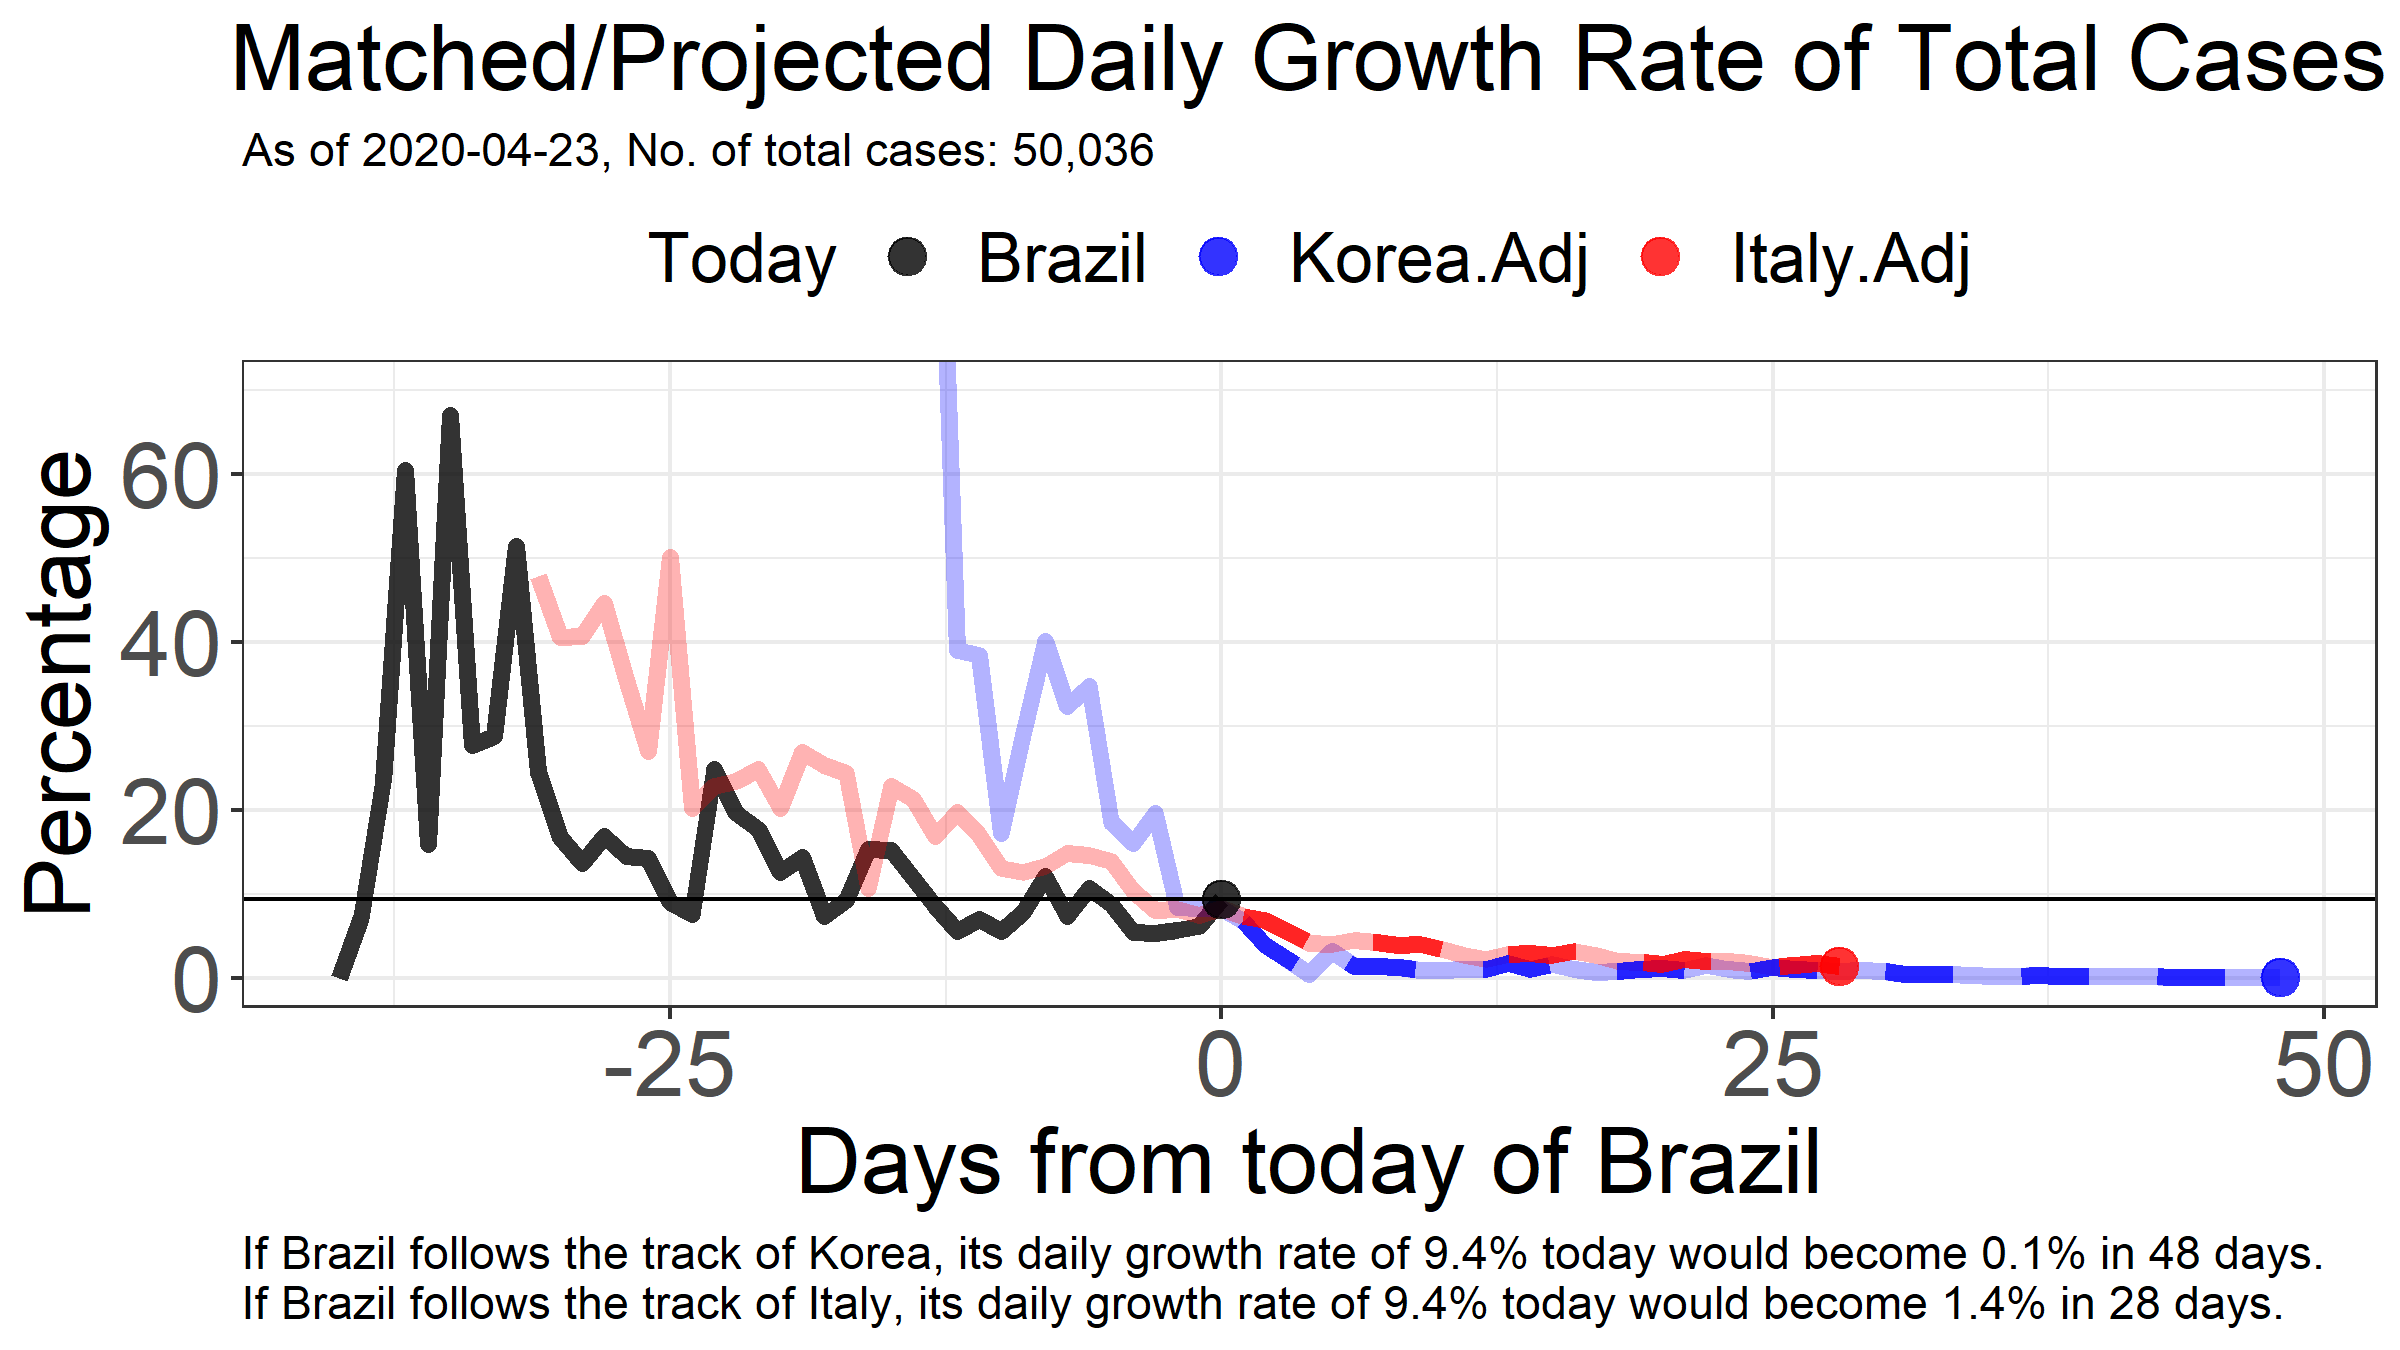 Matched/Projected Daily Growth Rate of Total Cases
As of 2020-04-23, No. of total cases: 50,036
Today Brazil Korea.Adj Italy.Adj
Percentage
60
40
20
0
-25 0 25 50
Days from today of Brazil
If Brazil follows the track of Korea, its daily growth rate of 9.4% today would become 0.1% in 48 days.
If Brazil follows the track of Italy, its daily growth rate of 9.4% today would become 1.4% in 28 days.